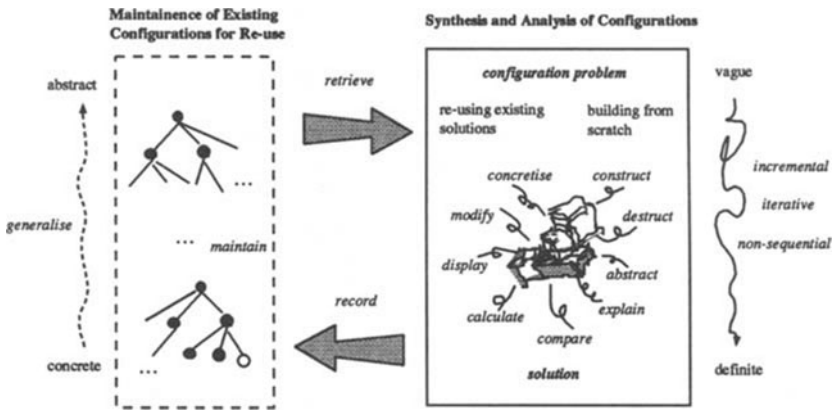 Maintainence of Existing
Configurations for Re-use
abstract
generalise
concrete
...
... maintain
...
retrieve
record
Synthesis and Analysis of Configurations
configuration problem
re-using existing
solutions
building from
scratch
concretise
construct
modify
destruct
display
abstract
calculate
explain
compare
solution
vague
incremental
iterative
non-sequential
definite